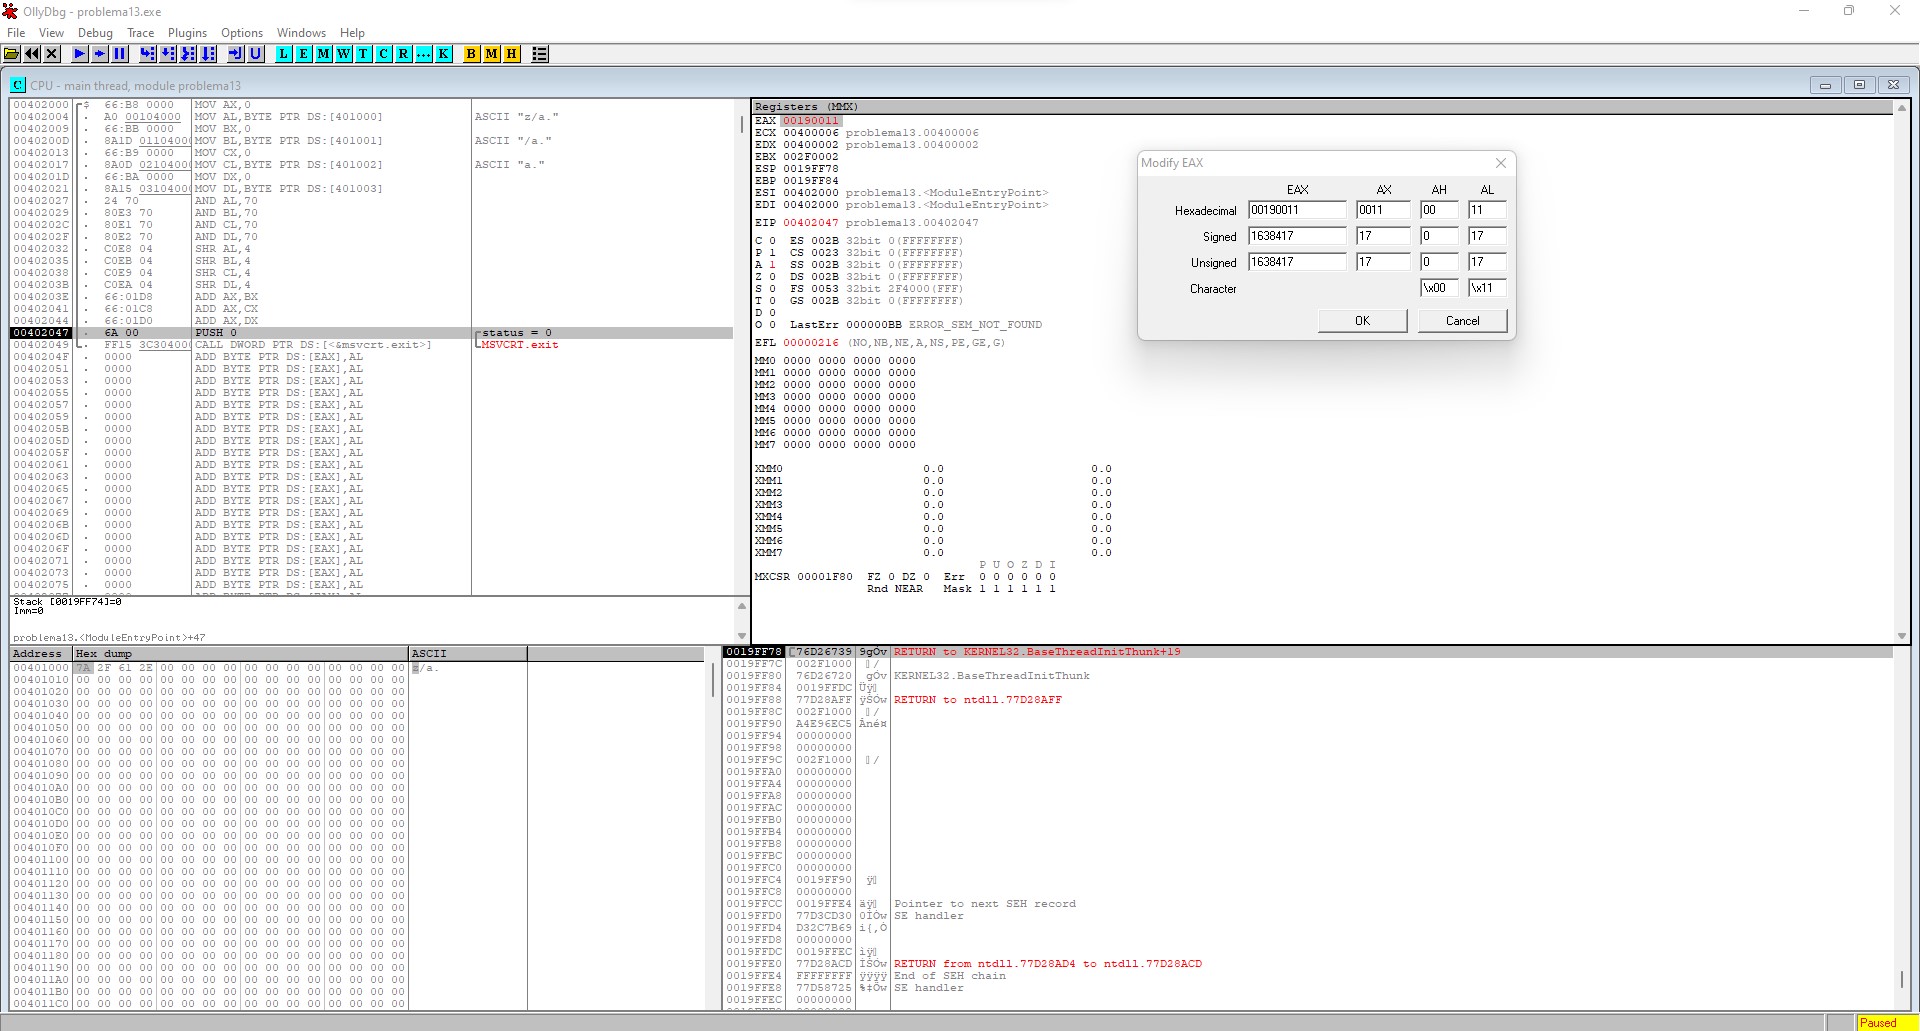 OllyDbg - problema13.exe
File View Debug Trace Plugins Options Windows Help
L E M W T C R ... K B M H
C CPU - main thread, module problema13
00402000 $ 66:B8 0000 MOV AX,0
00402004 . A0 00104000 MOV AL,BYTE PTR DS:[401000] ASCII "z/a."
00402009 . 66:BB 0000 MOV BX,0
0040200D . 8A1D 01104000 MOV BL,BYTE PTR DS:[401001] ASCII "/a."
00402013 . 66:B9 0000 MOV CX,0
00402017 . 8A0D 02104000 MOV CL,BYTE PTR DS:[401002] ASCII "a."
0040201D . 66:BA 0000 MOV DX,0
00402021 . 8A15 03104000 MOV DL,BYTE PTR DS:[401003]
00402027 . 24 70 AND AL,70
00402029 . 80E3 70 AND BL,70
0040202C . 80E1 70 AND CL,70
0040202F . 80E2 70 AND DL,70
00402032 . C0E8 04 SHR AL,4
00402035 . C0EB 04 SHR BL,4
00402038 . C0E9 04 SHR CL,4
0040203B . C0EA 04 SHR DL,4
0040203E . 66:01D8 ADD AX,BX
00402041 . 66:01C8 ADD AX,CX
00402044 . 66:01D0 ADD AX,DX
00402047 . 6A 00 PUSH 0 status = 0
00402049 . FF15 3C304000 CALL DWORD PTR DS:[<&msvcrt.exit>] MSVCRT.exit
0040204F . 0000 ADD BYTE PTR DS:[EAX],AL
00402051 . 0000 ADD BYTE PTR DS:[EAX],AL
00402053 . 0000 ADD BYTE PTR DS:[EAX],AL
00402055 . 0000 ADD BYTE PTR DS:[EAX],AL
00402057 . 0000 ADD BYTE PTR DS:[EAX],AL
00402059 . 0000 ADD BYTE PTR DS:[EAX],AL
0040205B . 0000 ADD BYTE PTR DS:[EAX],AL
0040205D . 0000 ADD BYTE PTR DS:[EAX],AL
0040205F . 0000 ADD BYTE PTR DS:[EAX],AL
00402061 . 0000 ADD BYTE PTR DS:[EAX],AL
00402063 . 0000 ADD BYTE PTR DS:[EAX],AL
00402065 . 0000 ADD BYTE PTR DS:[EAX],AL
00402067 . 0000 ADD BYTE PTR DS:[EAX],AL
00402069 . 0000 ADD BYTE PTR DS:[EAX],AL
0040206B . 0000 ADD BYTE PTR DS:[EAX],AL
0040206D . 0000 ADD BYTE PTR DS:[EAX],AL
0040206F . 0000 ADD BYTE PTR DS:[EAX],AL
00402071 . 0000 ADD BYTE PTR DS:[EAX],AL
00402073 . 0000 ADD BYTE PTR DS:[EAX],AL
00402075 . 0000 ADD BYTE PTR DS:[EAX],AL
Stack [0019FF74]=0
Imm=0
problema13.<ModuleEntryPoint>+47
Registers (MMX)
EAX 00190011
ECX 00400006 problema13.00400006
EDX 00400002 problema13.00400002
EBX 002F0002
ESP 0019FF78
EBP 0019FF84
ESI 00402000 problema13.<ModuleEntryPoint>
EDI 00402000 problema13.<ModuleEntryPoint>
EIP 00402047 problema13.00402047
C 0 ES 002B 32bit 0(FFFFFFFF)
P 1 CS 0023 32bit 0(FFFFFFFF)
A 1 SS 002B 32bit 0(FFFFFFFF)
Z 0 DS 002B 32bit 0(FFFFFFFF)
S 0 FS 0053 32bit 2F4000(FFF)
T 0 GS 002B 32bit 0(FFFFFFFF)
D 0
O 0 LastErr 000000BB ERROR_SEM_NOT_FOUND
EFL 00000216 (NO,NB,NE,A,NS,PE,GE,G)
MM0 0000 0000 0000 0000
MM1 0000 0000 0000 0000
MM2 0000 0000 0000 0000
MM3 0000 0000 0000 0000
MM4 0000 0000 0000 0000
MM5 0000 0000 0000 0000
MM6 0000 0000 0000 0000
MM7 0000 0000 0000 0000
XMM0 0.0 0.0
XMM1 0.0 0.0
XMM2 0.0 0.0
XMM3 0.0 0.0
XMM4 0.0 0.0
XMM5 0.0 0.0
XMM6 0.0 0.0
XMM7 0.0 0.0
P U O Z D I
MXCSR 00001F80 FZ 0 DZ 0 Err 0 0 0 0 0 0
Rnd NEAR Mask 1 1 1 1 1 1
Modify EAX
EAX AX AH AL
Hexadecimal 00190011 0011 00 11
Signed 1638417 17 0 17
Unsigned 1638417 17 0 17
Character \x00 \x11
OK Cancel
Address Hex dump ASCII
00401000 7A 2F 61 2E 00 00 00 00 00 00 00 00 00 00 00 00 z/a.
00401010 00 00 00 00 00 00 00 00 00 00 00 00 00 00 00 00
00401020 00 00 00 00 00 00 00 00 00 00 00 00 00 00 00 00
00401030 00 00 00 00 00 00 00 00 00 00 00 00 00 00 00 00
00401040 00 00 00 00 00 00 00 00 00 00 00 00 00 00 00 00
00401050 00 00 00 00 00 00 00 00 00 00 00 00 00 00 00 00
00401060 00 00 00 00 00 00 00 00 00 00 00 00 00 00 00 00
00401070 00 00 00 00 00 00 00 00 00 00 00 00 00 00 00 00
00401080 00 00 00 00 00 00 00 00 00 00 00 00 00 00 00 00
00401090 00 00 00 00 00 00 00 00 00 00 00 00 00 00 00 00
004010A0 00 00 00 00 00 00 00 00 00 00 00 00 00 00 00 00
004010B0 00 00 00 00 00 00 00 00 00 00 00 00 00 00 00 00
004010C0 00 00 00 00 00 00 00 00 00 00 00 00 00 00 00 00
004010D0 00 00 00 00 00 00 00 00 00 00 00 00 00 00 00 00
004010E0 00 00 00 00 00 00 00 00 00 00 00 00 00 00 00 00
004010F0 00 00 00 00 00 00 00 00 00 00 00 00 00 00 00 00
00401100 00 00 00 00 00 00 00 00 00 00 00 00 00 00 00 00
00401110 00 00 00 00 00 00 00 00 00 00 00 00 00 00 00 00
00401120 00 00 00 00 00 00 00 00 00 00 00 00 00 00 00 00
00401130 00 00 00 00 00 00 00 00 00 00 00 00 00 00 00 00
00401140 00 00 00 00 00 00 00 00 00 00 00 00 00 00 00 00
00401150 00 00 00 00 00 00 00 00 00 00 00 00 00 00 00 00
00401160 00 00 00 00 00 00 00 00 00 00 00 00 00 00 00 00
00401170 00 00 00 00 00 00 00 00 00 00 00 00 00 00 00 00
00401180 00 00 00 00 00 00 00 00 00 00 00 00 00 00 00 00
00401190 00 00 00 00 00 00 00 00 00 00 00 00 00 00 00 00
004011A0 00 00 00 00 00 00 00 00 00 00 00 00 00 00 00 00
004011B0 00 00 00 00 00 00 00 00 00 00 00 00 00 00 00 00
004011C0 00 00 00 00 00 00 00 00 00 00 00 00 00 00 00 00
0019FF78 76D26739 9gÒv RETURN to KERNEL32.BaseThreadInitThunk+19
0019FF7C 002F1000 /
0019FF80 76D26720 gÒv KERNEL32.BaseThreadInitThunk
0019FF84 0019FFDC Üÿ
0019FF88 77D28AFF ÿŠÒw RETURN to ntdll.77D28AFF
0019FF8C 002F1000 /
0019FF90 A4E96EC5 Åné¤
0019FF94 00000000
0019FF98 00000000
0019FF9C 002F1000 /
0019FFA0 00000000
0019FFA4 00000000
0019FFA8 00000000
0019FFAC 00000000
0019FFB0 00000000
0019FFB4 00000000
0019FFB8 00000000
0019FFBC 00000000
0019FFC0 00000000
0019FFC4 0019FF90 ÿ
0019FFC8 00000000
0019FFCC 0019FFE4 äÿ Pointer to next SEH record
0019FFD0 77D3CD30 0ÍÓw SE handler
0019FFD4 D32C7B69 i{,Ó
0019FFD8 00000000
0019FFDC 0019FFEC ìÿ
0019FFE0 77D28ACD ÍŠÒw RETURN from ntdll.77D28AD4 to ntdll.77D28ACD
0019FFE4 FFFFFFFF ÿÿÿÿ End of SEH chain
0019FFE8 77D58725 %‡Õw SE handler
0019FFEC 00000000
Paused